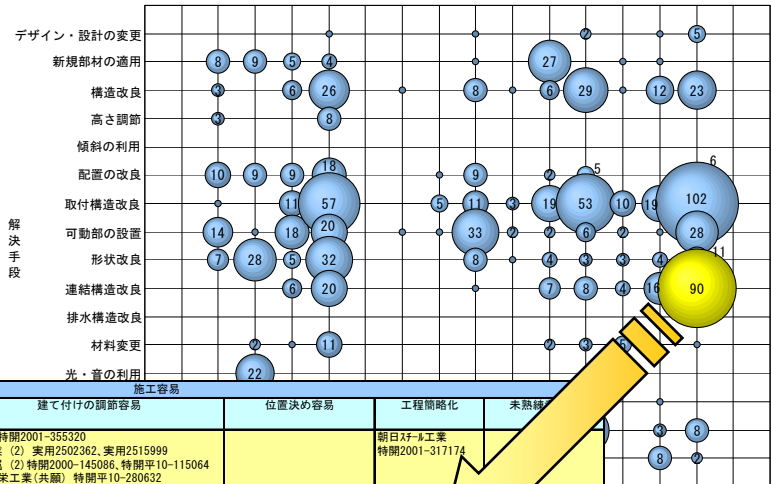 デザイン・設計の変更 2 5
新規部材の適用 8 9 5 4 27
構造改良 3 6 26 8 6 29 12 23
高さ調節 3 8
傾斜の利用
配置の改良 10 9 9 18 9 2 5 6
取付構造改良 11 57 5 11 3 19 53 10 19 102
解決手段
可動部の設置 14 18 20 33 2 2 6 2 28
形状改良 7 28 5 32 8 4 3 3 4 11
連結構造改良 6 20 7 8 4 16 90
排水構造改良
材料変更 2 11 2 3 5
光・音の利用 22
施工容易
建て付けの調節容易 位置決め容易 工程簡略化 未熟練
特開2001-355320 朝日スチール工業
(2) 実用2502362、実用2515999 特開2001-317174 3 8
(2)特開2000-145086、特開平10-115064
栄工業(共願) 特開平10-280632 8 2